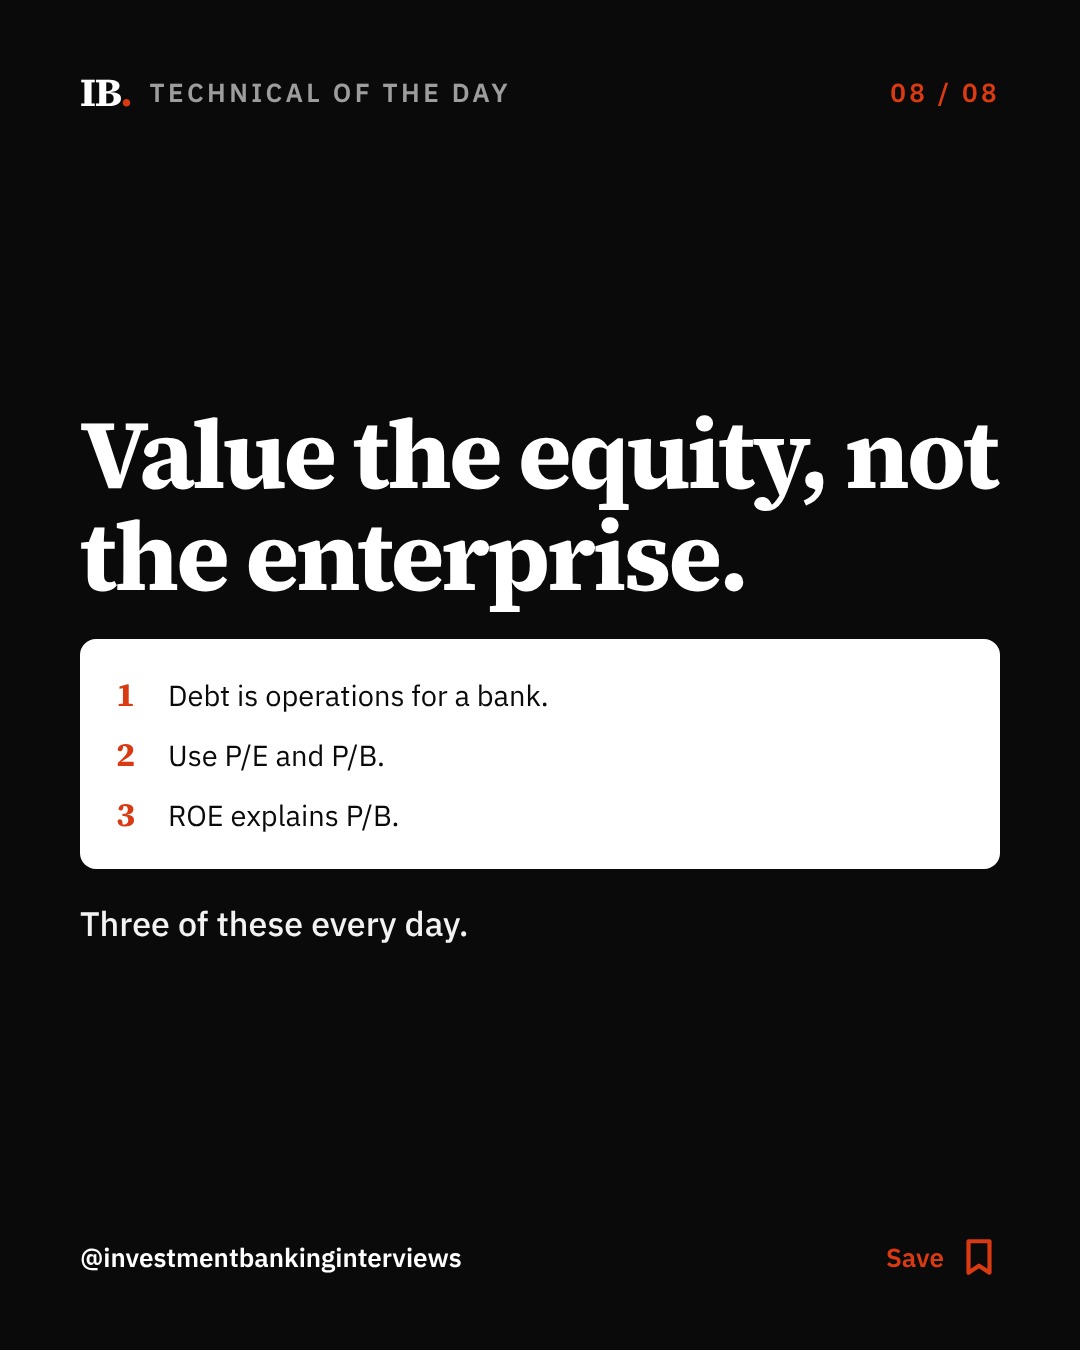 IB. TECHNICAL OF THE DAY
08 / 08
Value the equity, not
the enterprise.
1 Debt is operations for a bank.
2 Use P/E and P/B.
3 ROE explains P/B.
Three of these every day.
@investmentbankinginterviews
Save